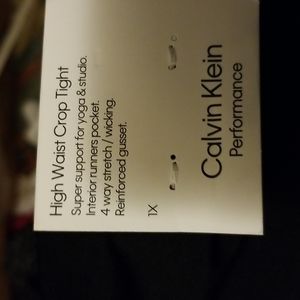 High Waist Crop Tight
Super support for yoga & studio.
Interior runners pocket.
4 way stretch / wicking.
Reinforced gusset.
1X
Calvin Klein
Performance